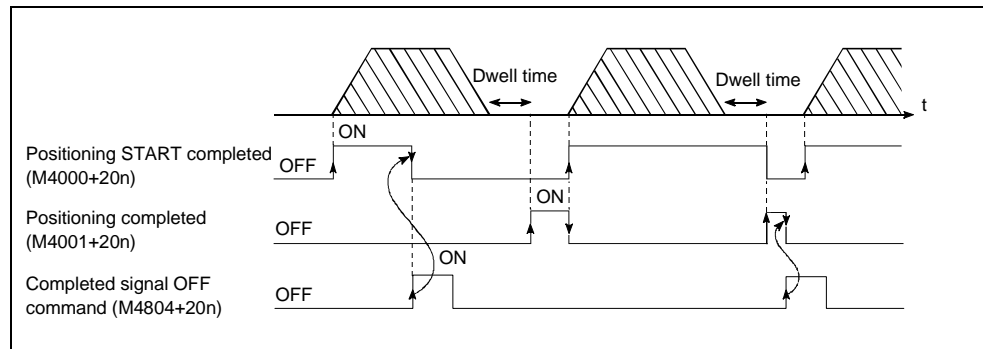 Dwell time
Dwell time
t
ON
Positioning START completed
(M4000+20n)
OFF
Positioning completed
(M4001+20n)
OFF
ON
Completed signal OFF
command (M4804+20n)
OFF
ON